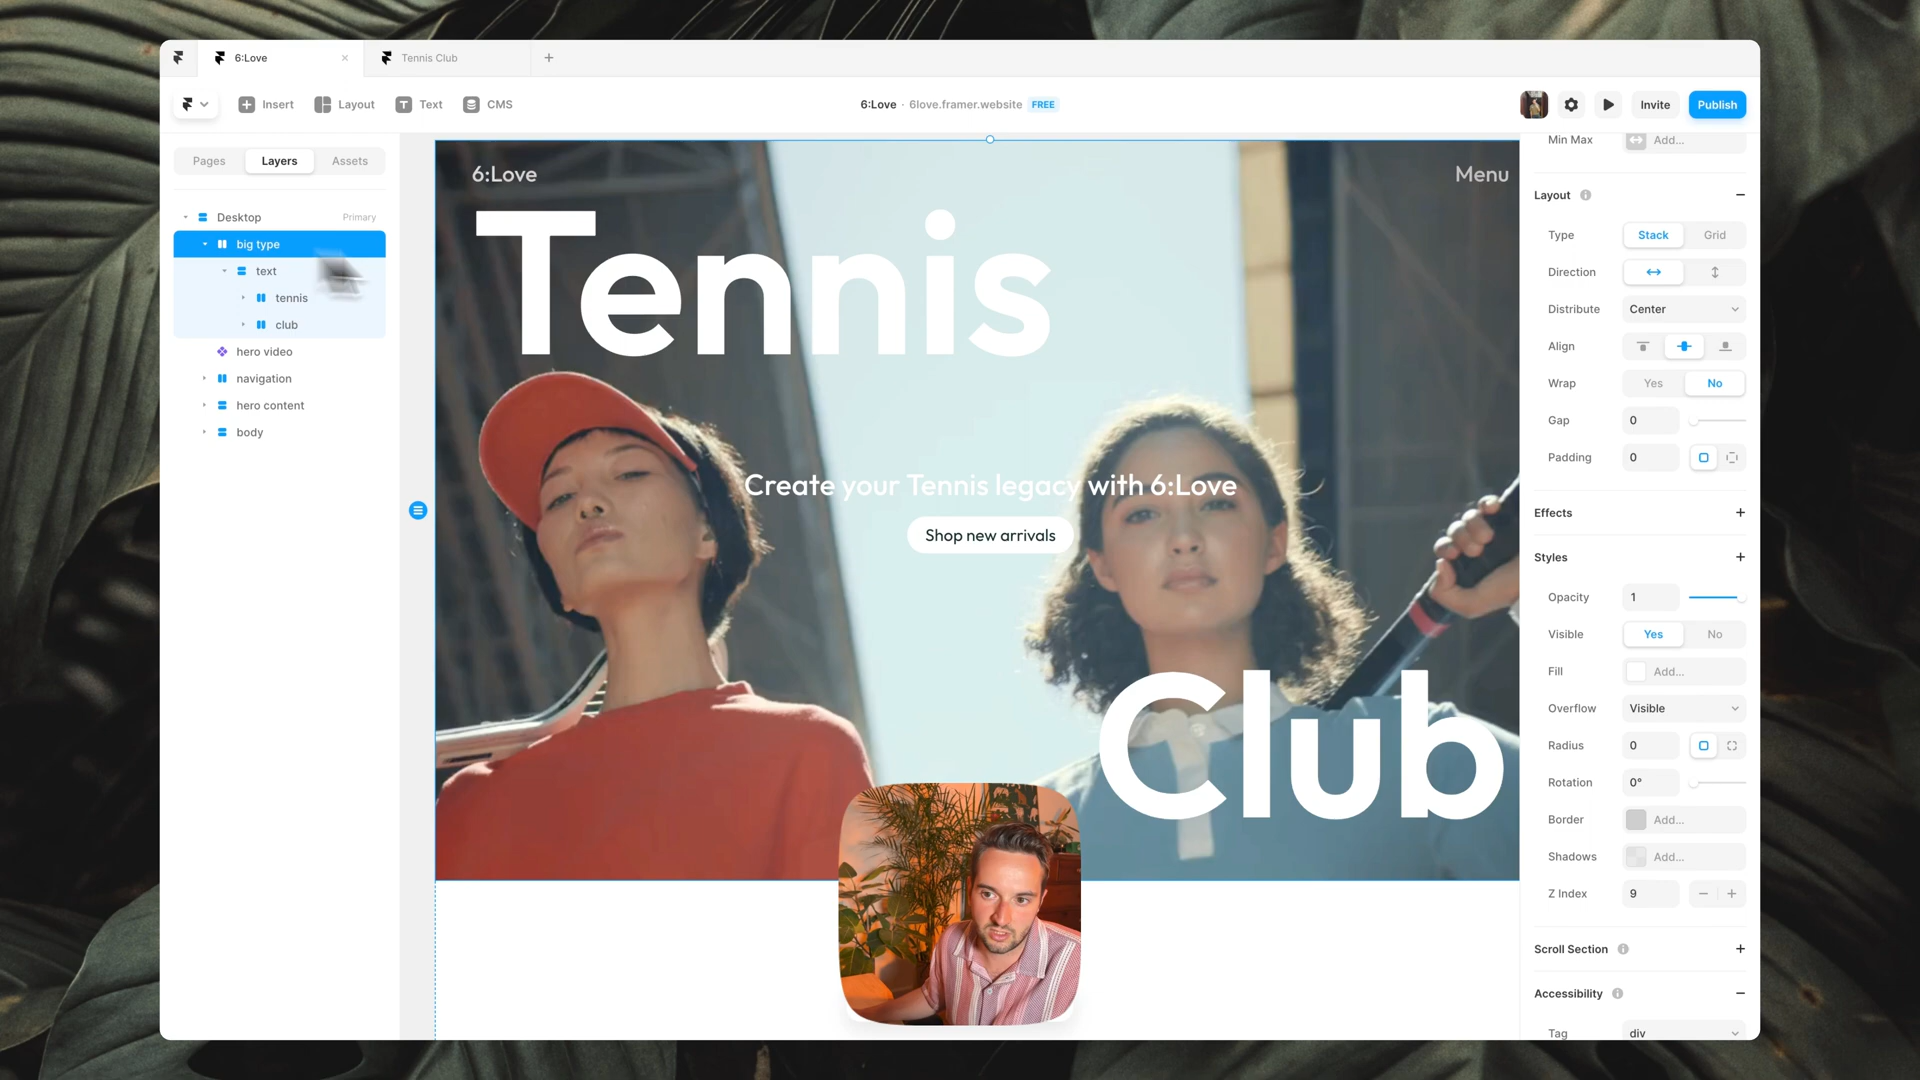 6:Love
Tennis Club
Insert
Layout
Text
CMS
6:Love · 6love.framer.website FREE
Invite
Publish
Pages
Layers
Assets
Desktop
Primary
big type
text
tennis
club
hero video
navigation
hero content
body
6:Love
Menu
Tennis
Create your Tennis legacy with 6:Love
Shop new arrivals
Club
Min Max
Add...
Layout
Type
Stack
Grid
Direction
Distribute
Center
Align
Wrap
Yes
No
Gap
0
Padding
0
Effects
Styles
Opacity
1
Visible
Yes
No
Fill
Add...
Overflow
Visible
Radius
0
Rotation
0°
Border
Add...
Shadows
Add...
Z Index
9
Scroll Section
Accessibility
Tag
div